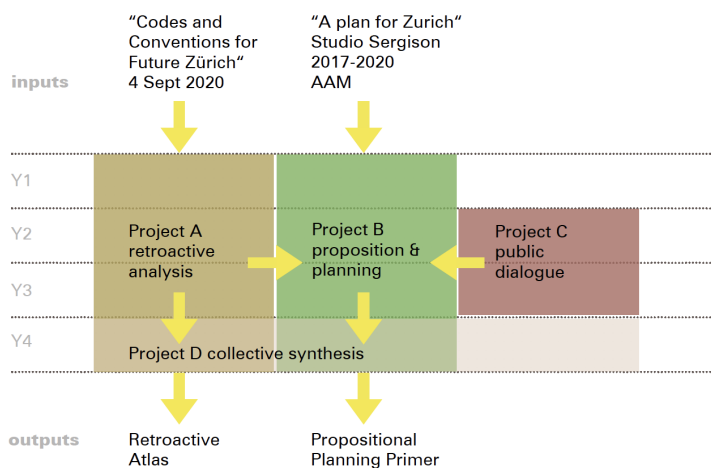 “Codes and
Conventions for
Future Zürich“
4 Sept 2020
“A plan for Zurich“
Studio Sergison
2017-2020
AAM
inputs
Y1
Y2
Y3
Y4
Project A
retroactive
analysis
Project B
proposition &
planning
Project C
public
dialogue
Project D collective synthesis
outputs
Retroactive
Atlas
Propositional
Planning Primer